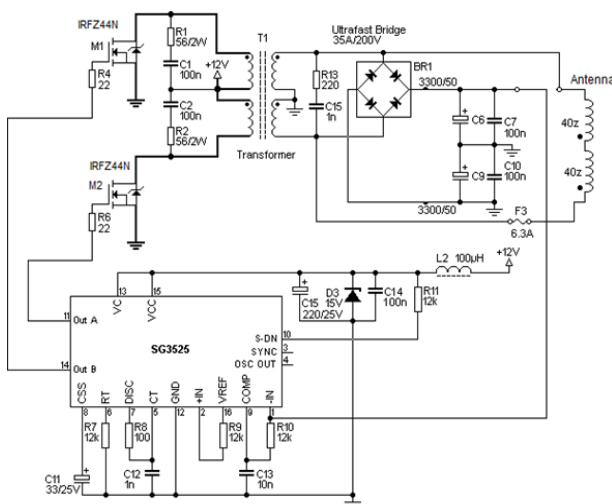 IRFZ44N
M1
R4
22
R1
56/2W
C1
100n
+12V
T1
C2
100n
R2
56/2W
Transformer
IRFZ44N
M2
R6
22
R13
220
C15
1n
Ultrafast Bridge
35A/200V
BR1
3300/50
C6
C7
100n
C9
C10
100n
3300/50
Antenna
40z
40z
F3
6.3A
L2 100µH
+12V
13
15
VC
VCC
C15
220/25V
D3
15V
C14
100n
R11
12k
11
Out A
14
Out B
SG3525
S-DN
10
SYNC
3
OSC OUT
4
CSS
RT
DISC
CT
GND
+IN
VREF
COMP
-IN
8
6
7
5
12
2
16
9
1
R7
12k
R8
100
R9
12k
R10
12k
C11
33/25V
C12
1n
C13
10n